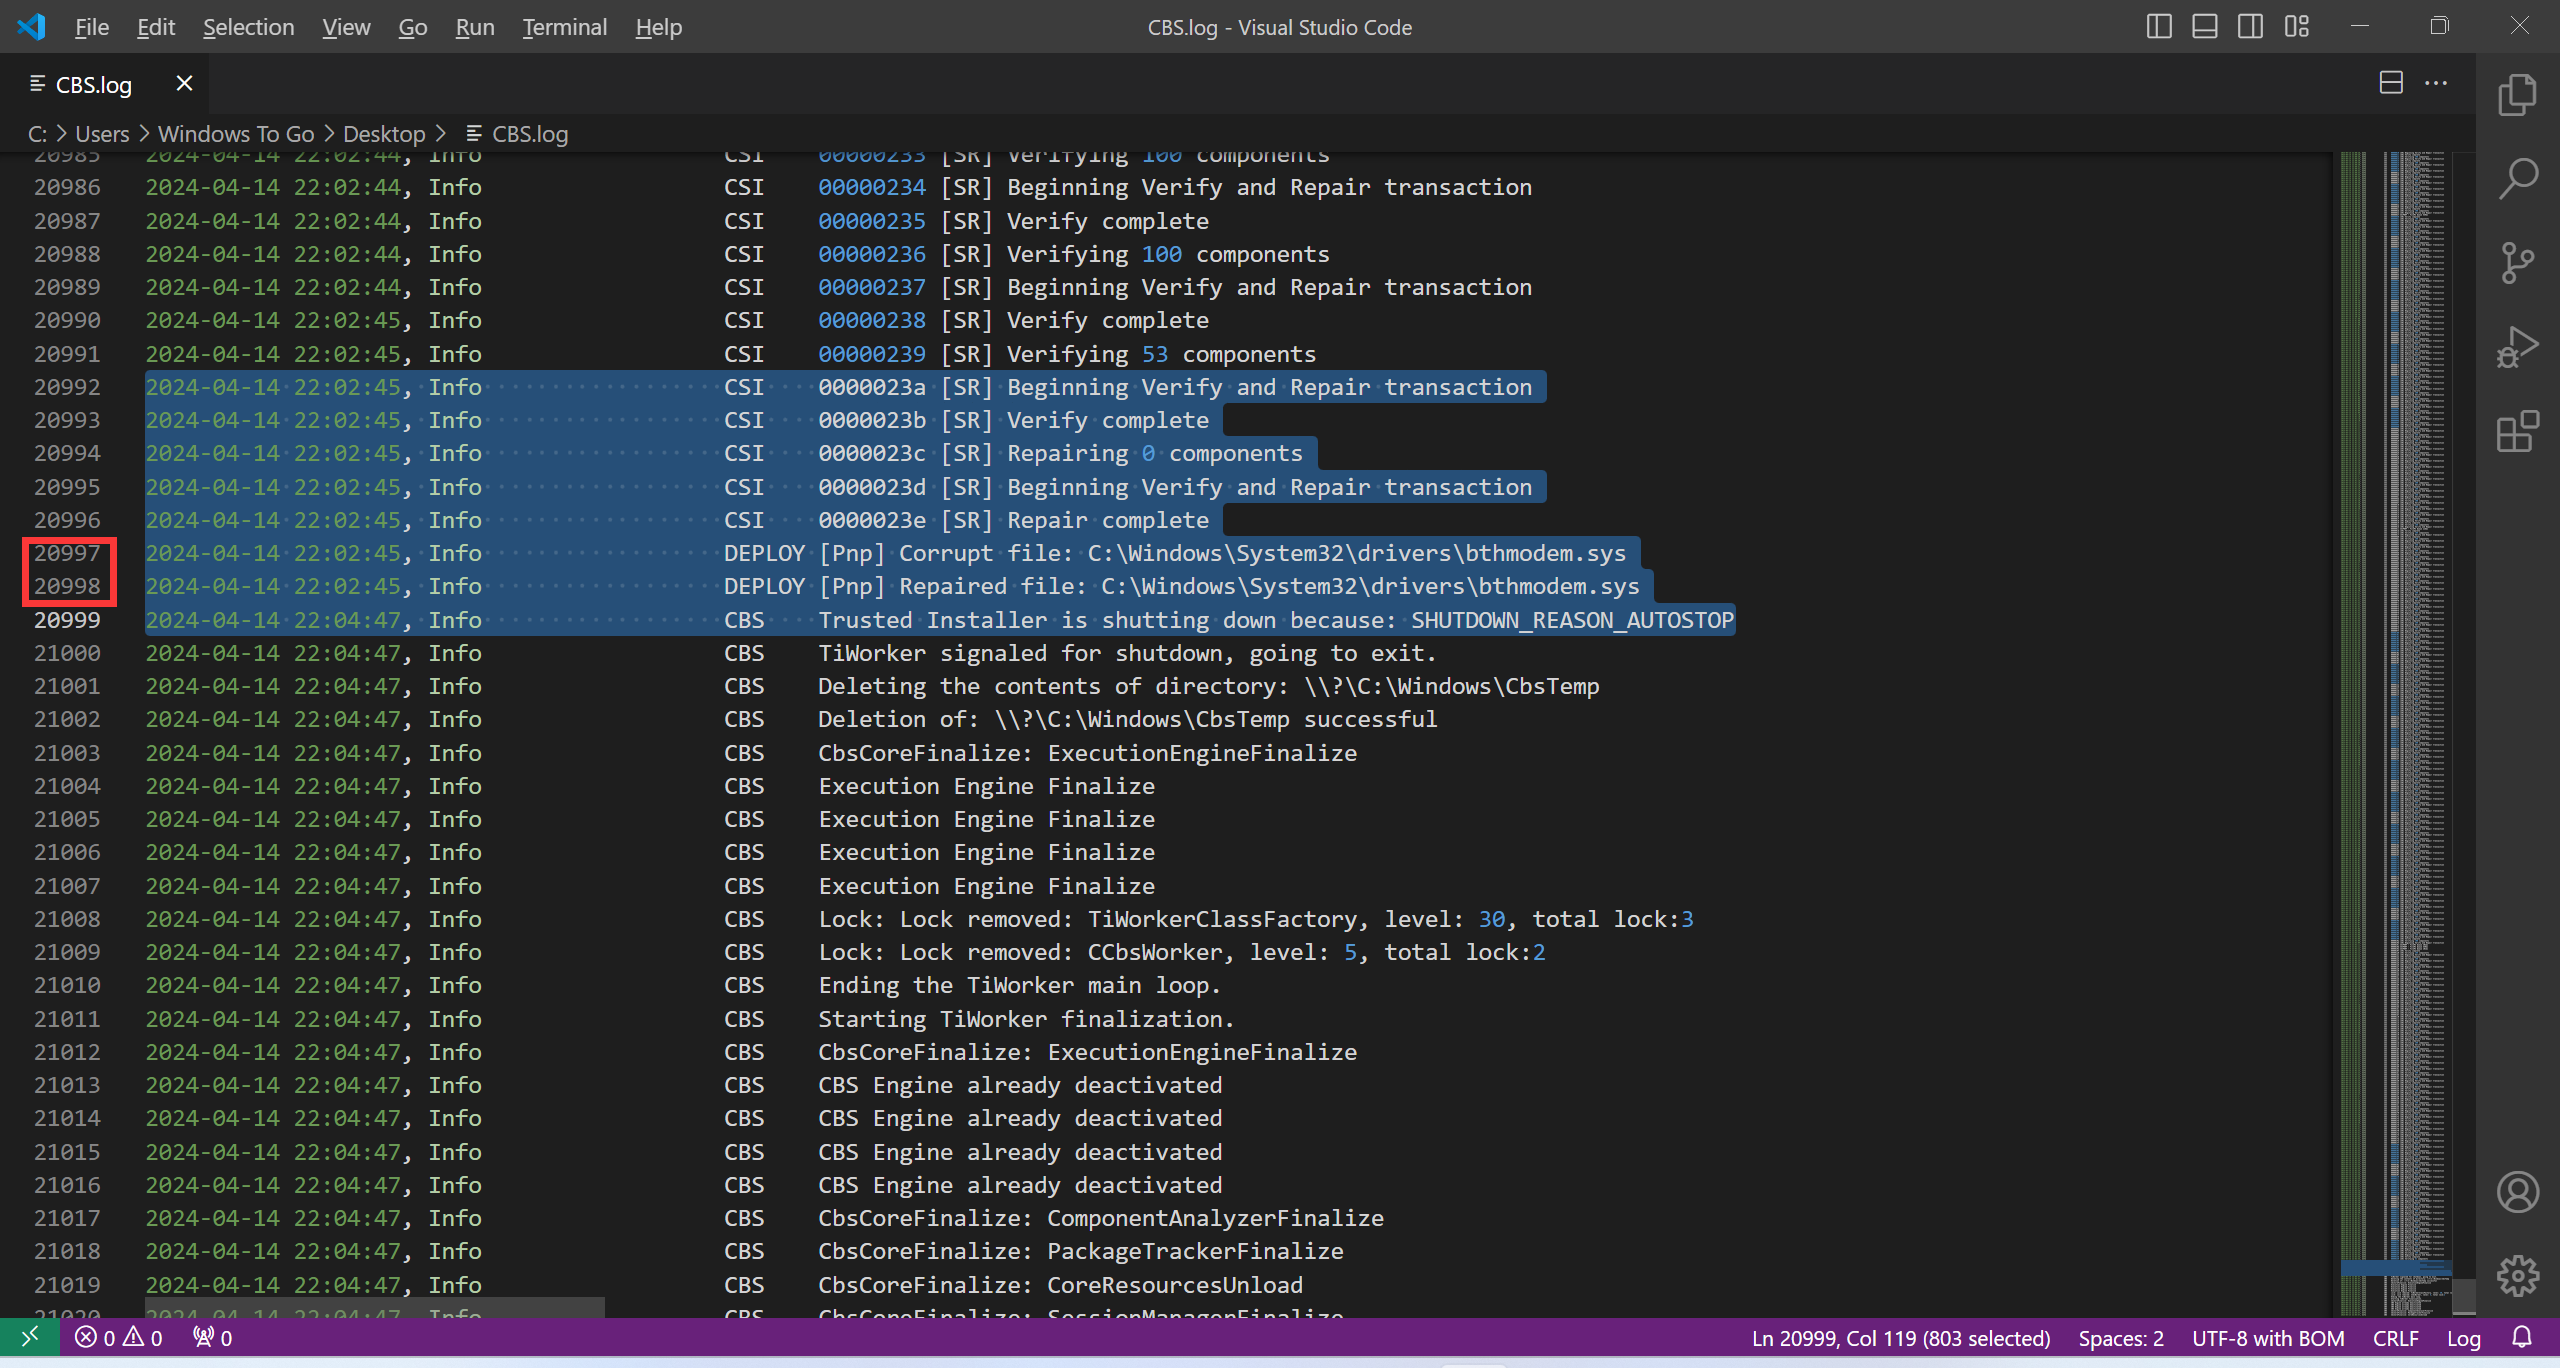 File Edit Selection View Go Run Terminal Help CBS.log - Visual Studio Code
CBS.log
C: > Users > Windows To Go > Desktop > CBS.log
20985 2024-04-14 22:02:44, Info CSI 00000233 [SR] Verifying 100 components
20986 2024-04-14 22:02:44, Info CSI 00000234 [SR] Beginning Verify and Repair transaction
20987 2024-04-14 22:02:44, Info CSI 00000235 [SR] Verify complete
20988 2024-04-14 22:02:44, Info CSI 00000236 [SR] Verifying 100 components
20989 2024-04-14 22:02:44, Info CSI 00000237 [SR] Beginning Verify and Repair transaction
20990 2024-04-14 22:02:45, Info CSI 00000238 [SR] Verify complete
20991 2024-04-14 22:02:45, Info CSI 00000239 [SR] Verifying 53 components
20992 2024-04-14 22:02:45, Info CSI 0000023a [SR] Beginning Verify and Repair transaction
20993 2024-04-14 22:02:45, Info CSI 0000023b [SR] Verify complete
20994 2024-04-14 22:02:45, Info CSI 0000023c [SR] Repairing 0 components
20995 2024-04-14 22:02:45, Info CSI 0000023d [SR] Beginning Verify and Repair transaction
20996 2024-04-14 22:02:45, Info CSI 0000023e [SR] Repair complete
20997 2024-04-14 22:02:45, Info DEPLOY [Pnp] Corrupt file: C:\Windows\System32\drivers\bthmodem.sys
20998 2024-04-14 22:02:45, Info DEPLOY [Pnp] Repaired file: C:\Windows\System32\drivers\bthmodem.sys
20999 2024-04-14 22:04:47, Info CBS Trusted Installer is shutting down because: SHUTDOWN_REASON_AUTOSTOP
21000 2024-04-14 22:04:47, Info CBS TiWorker signaled for shutdown, going to exit.
21001 2024-04-14 22:04:47, Info CBS Deleting the contents of directory: \\?\C:\Windows\CbsTemp
21002 2024-04-14 22:04:47, Info CBS Deletion of: \\?\C:\Windows\CbsTemp successful
21003 2024-04-14 22:04:47, Info CBS CbsCoreFinalize: ExecutionEngineFinalize
21004 2024-04-14 22:04:47, Info CBS Execution Engine Finalize
21005 2024-04-14 22:04:47, Info CBS Execution Engine Finalize
21006 2024-04-14 22:04:47, Info CBS Execution Engine Finalize
21007 2024-04-14 22:04:47, Info CBS Execution Engine Finalize
21008 2024-04-14 22:04:47, Info CBS Lock: Lock removed: TiWorkerClassFactory, level: 30, total lock:3
21009 2024-04-14 22:04:47, Info CBS Lock: Lock removed: CCbsWorker, level: 5, total lock:2
21010 2024-04-14 22:04:47, Info CBS Ending the TiWorker main loop.
21011 2024-04-14 22:04:47, Info CBS Starting TiWorker finalization.
21012 2024-04-14 22:04:47, Info CBS CbsCoreFinalize: ExecutionEngineFinalize
21013 2024-04-14 22:04:47, Info CBS CBS Engine already deactivated
21014 2024-04-14 22:04:47, Info CBS CBS Engine already deactivated
21015 2024-04-14 22:04:47, Info CBS CBS Engine already deactivated
21016 2024-04-14 22:04:47, Info CBS CBS Engine already deactivated
21017 2024-04-14 22:04:47, Info CBS CbsCoreFinalize: ComponentAnalyzerFinalize
21018 2024-04-14 22:04:47, Info CBS CbsCoreFinalize: PackageTrackerFinalize
21019 2024-04-14 22:04:47, Info CBS CbsCoreFinalize: CoreResourcesUnload
21020 2024-04-14 22:04:47, Info CBS CbsCoreFinalize: SessionManagerFinalize
0 0 0 Ln 20999, Col 119 (803 selected) Spaces: 2 UTF-8 with BOM CRLF Log